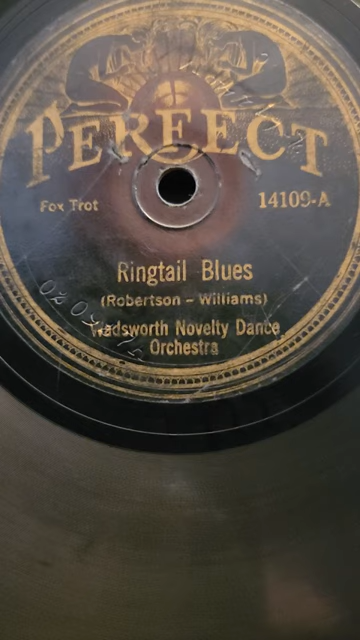 PERFECT
Fox Trot 14109-A
Ringtail Blues
(Robertson - Williams)
Wadsworth Novelty Dance
Orchestra